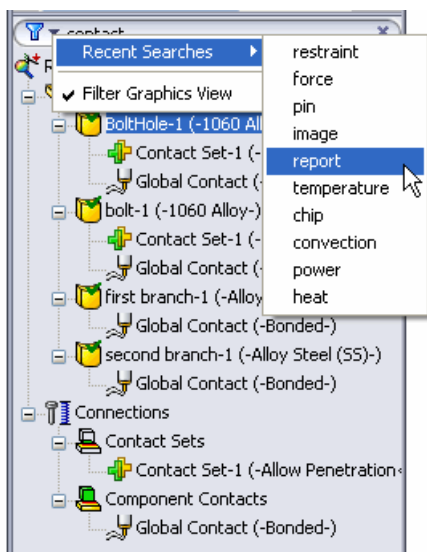 contact
Recent Searches
Filter Graphics View
restraint
force
pin
image
report
temperature
chip
convection
power
heat
BoltHole-1 (-1060 All
Contact Set-1 (-
Global Contact (-
bolt-1 (-1060 Alloy-)
Contact Set-1 (-
Global Contact (-
first branch-1 (-Alloy
Global Contact (-Bonded-)
second branch-1 (-Alloy Steel (SS)-)
Global Contact (-Bonded-)
Connections
Contact Sets
Contact Set-1 (-Allow Penetration<
Component Contacts
Global Contact (-Bonded-)